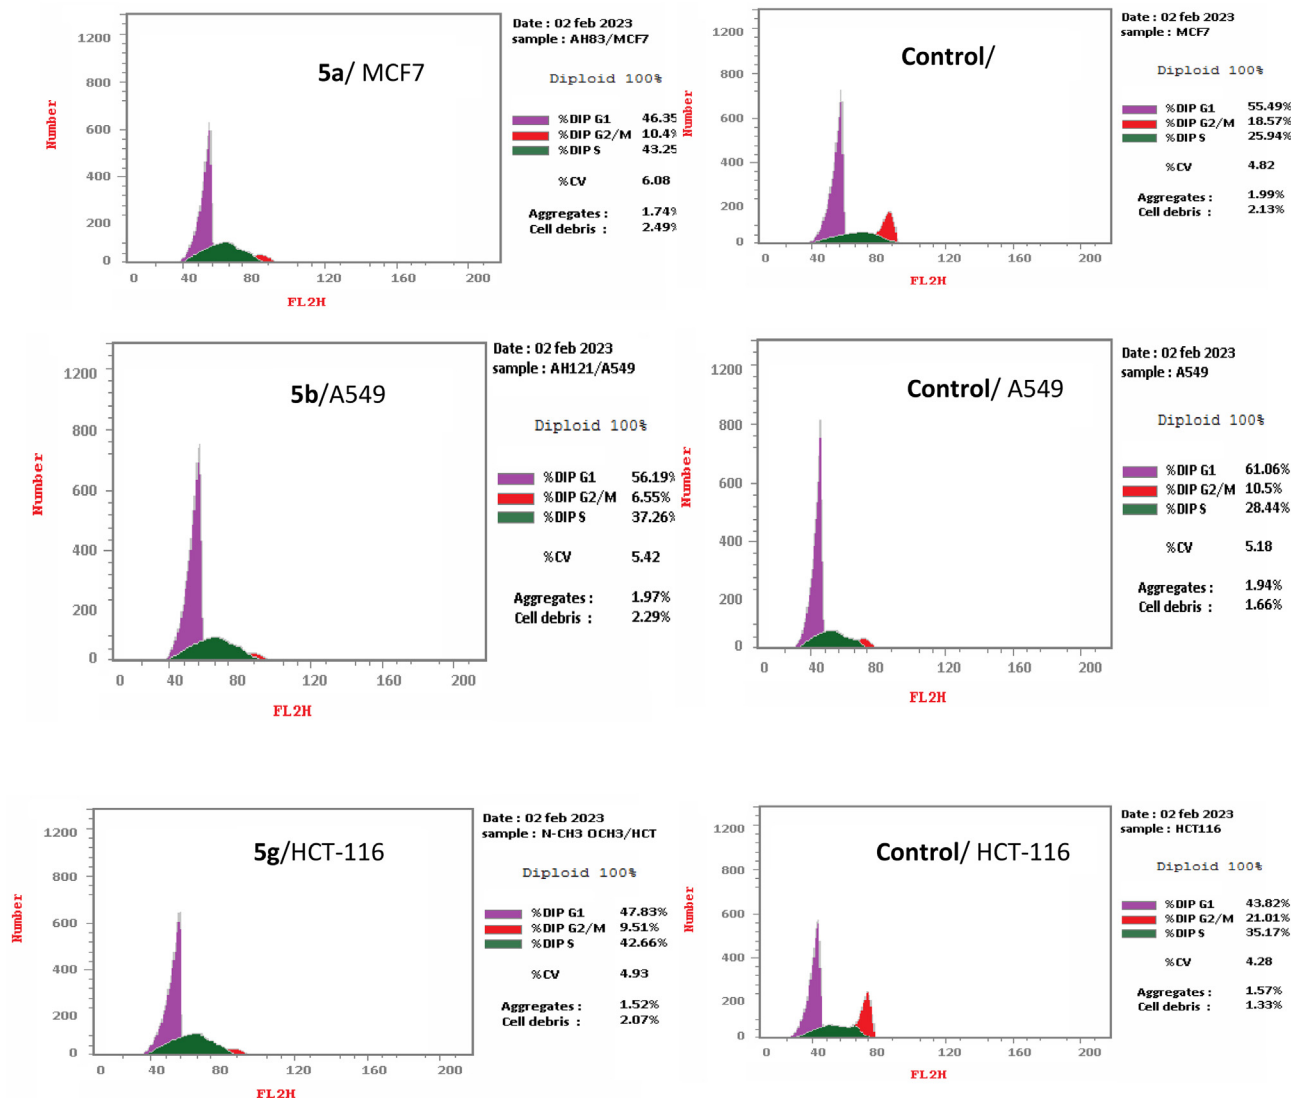 1200
1000
800
600
400
200
0
Number
5a/ MCF7
0 40 80 120 160 200
FL2H
Date : 02 feb 2023
sample : AH83/MCF7
Diploid 100%
%DIP G1 46.35
%DIP G2/M 10.4%
%DIP S 43.25
%CV 6.08
Aggregates : 1.74%
Cell debris : 2.49%
1200
1000
800
600
400
200
0
Number
Control/
0 40 80 120 160 200
FL2H
Date : 02 feb 2023
sample : MCF7
Diploid 100%
%DIP G1 55.49%
%DIP G2/M 18.57%
%DIP S 25.94%
%CV 4.82
Aggregates : 1.99%
Cell debris : 2.13%
1200
1000
800
600
400
200
0
Number
5b/A549
0 40 80 120 160 200
FL2H
Date : 02 feb 2023
sample : AH121/A549
Diploid 100%
%DIP G1 56.19%
%DIP G2/M 6.55%
%DIP S 37.26%
%CV 5.42
Aggregates : 1.97%
Cell debris : 2.29%
1200
1000
800
600
400
200
0
Number
Control/ A549
0 40 80 120 160 200
FL2H
Date : 02 feb 2023
sample : A549
Diploid 100%
%DIP G1 61.06%
%DIP G2/M 10.5%
%DIP S 28.44%
%CV 5.18
Aggregates : 1.94%
Cell debris : 1.66%
1200
1000
800
600
400
200
0
Number
5g/HCT-116
0 40 80 120 160 200
FL2H
Date : 02 feb 2023
sample : N-CH3 OCH3/HCT
Diploid 100%
%DIP G1 47.83%
%DIP G2/M 9.51%
%DIP S 42.66%
%CV 4.93
Aggregates : 1.52%
Cell debris : 2.07%
1200
1000
800
600
400
200
0
Number
Control/ HCT-116
0 40 80 120 160 200
FL2H
Date : 02 feb 2023
sample : HCT116
Diploid 100%
%DIP G1 43.82%
%DIP G2/M 21.01%
%DIP S 35.17%
%CV 4.28
Aggregates : 1.57%
Cell debris : 1.33%